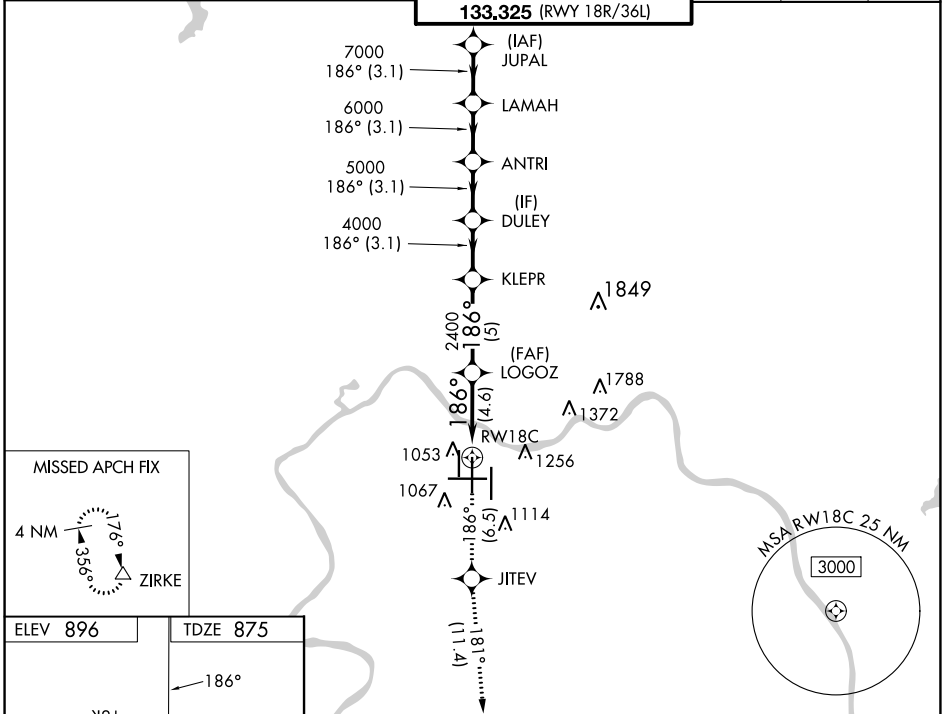 133.325 (RWY 18R/36L)
(IAF)
JUPAL
7000
186° (3.1)
LAMAH
6000
186° (3.1)
ANTRI
5000
186° (3.1)
(IF)
DULEY
4000
186° (3.1)
KLEPR
1849
2400
186°
(5)
(FAF)
LOGOZ
1788
186°
(4.6)
1372
RW18C
1053
1256
1067
186°
(6.5)
1114
JITEV
181°
(11.4)
MISSED APCH FIX
4 NM
176°
356°
ZIRKE
MSA RW18C 25 NM
3000
ELEV 896
TDZE 875
186°